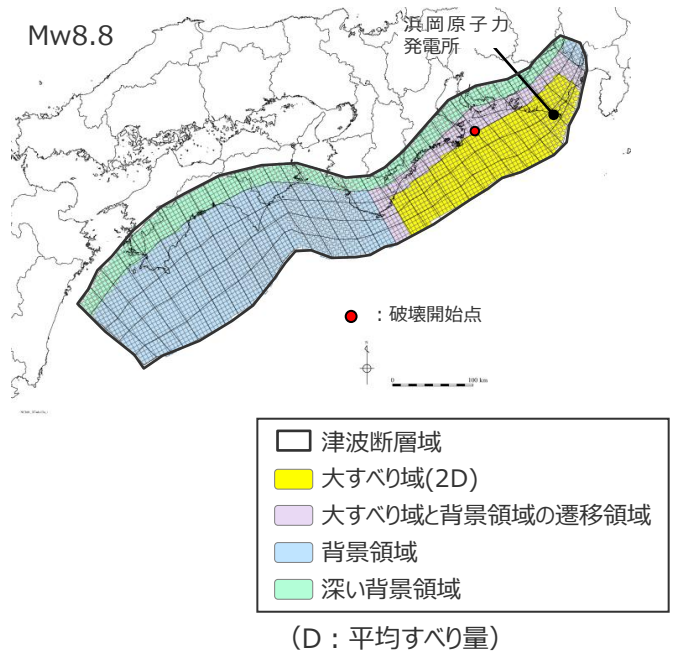 Mw8.8
浜岡原子力
発電所
：破壊開始点
0 100 km
津波断層域
大すべり域(2D)
大すべり域と背景領域の遷移領域
背景領域
深い背景領域
（D：平均すべり量）